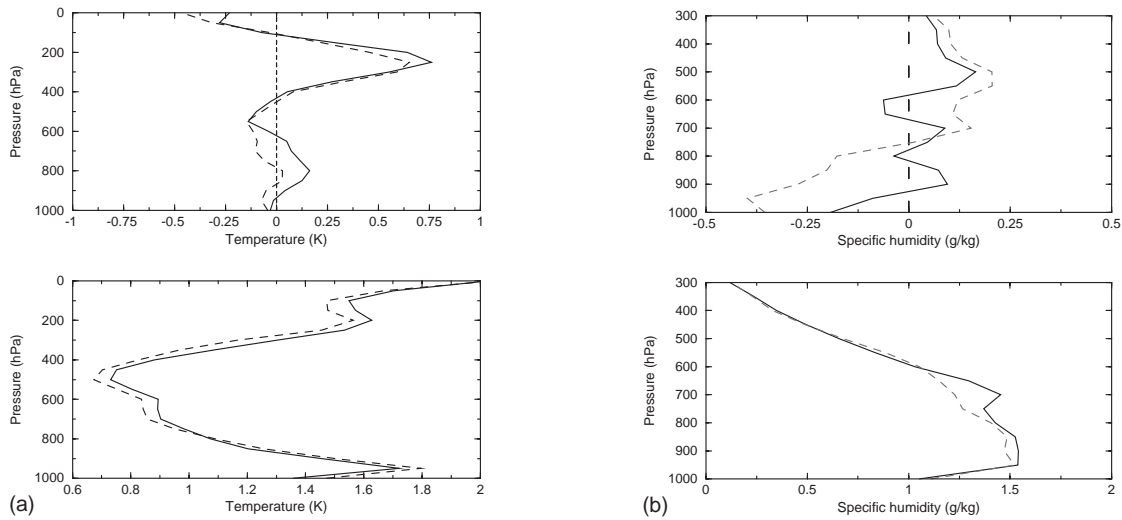 0
200
400
600
800
1000
Pressure (hPa)
-1 -0.75 -0.5 -0.25 0 0.25 0.5 0.75 1
Temperature (K)
300
400
500
600
700
800
900
1000
Pressure (hPa)
-0.5 -0.25 0 0.25 0.5
Specific humidity (g/kg)
0
200
400
600
800
1000
Pressure (hPa)
0.6 0.8 1 1.2 1.4 1.6 1.8 2
Temperature (K)
(a)
300
400
500
600
700
800
900
1000
Pressure (hPa)
0 0.5 1 1.5 2
Specific humidity (g/kg)
(b)